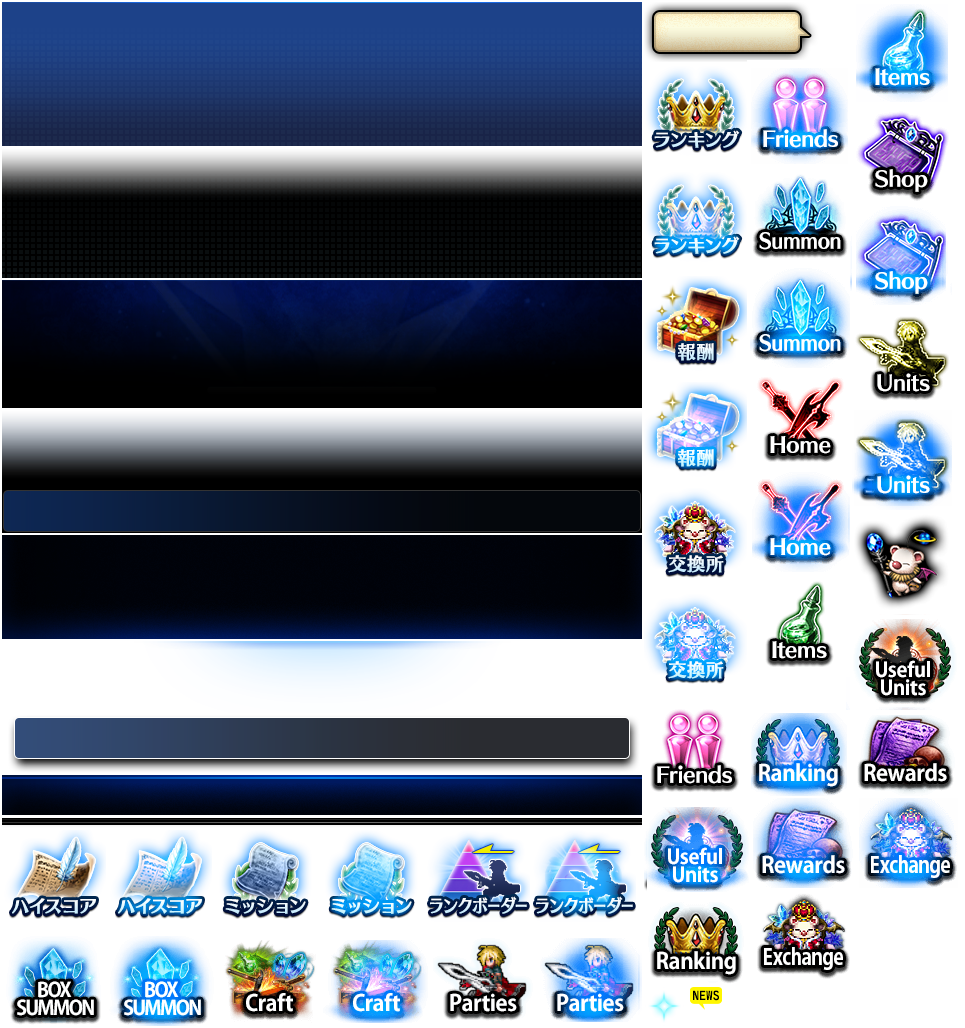 Items
ランキング
Friends
Shop
ランキング
Summon
Shop
報酬
Summon
Units
報酬
Home
Units
交換所
Home
交換所
Items
Useful
Units
Friends
Ranking
Rewards
Useful
Units
Rewards
Exchange
ハイスコア
ハイスコア
ミッション
ミッション
ランクボーダー
ランクボーダー
Ranking
Exchange
BOX
SUMMON
BOX
SUMMON
Craft
Craft
Parties
Parties
NEWS